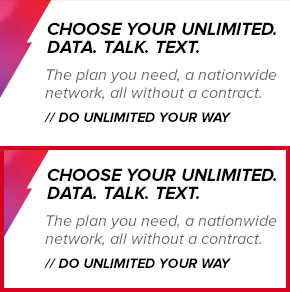 CHOOSE YOUR UNLIMITED.
DATA. TALK. TEXT.
The plan you need, a nationwide
network, all without a contract.
// DO UNLIMITED YOUR WAY
CHOOSE YOUR UNLIMITED.
DATA. TALK. TEXT.
The plan you need, a nationwide
network, all without a contract.
// DO UNLIMITED YOUR WAY